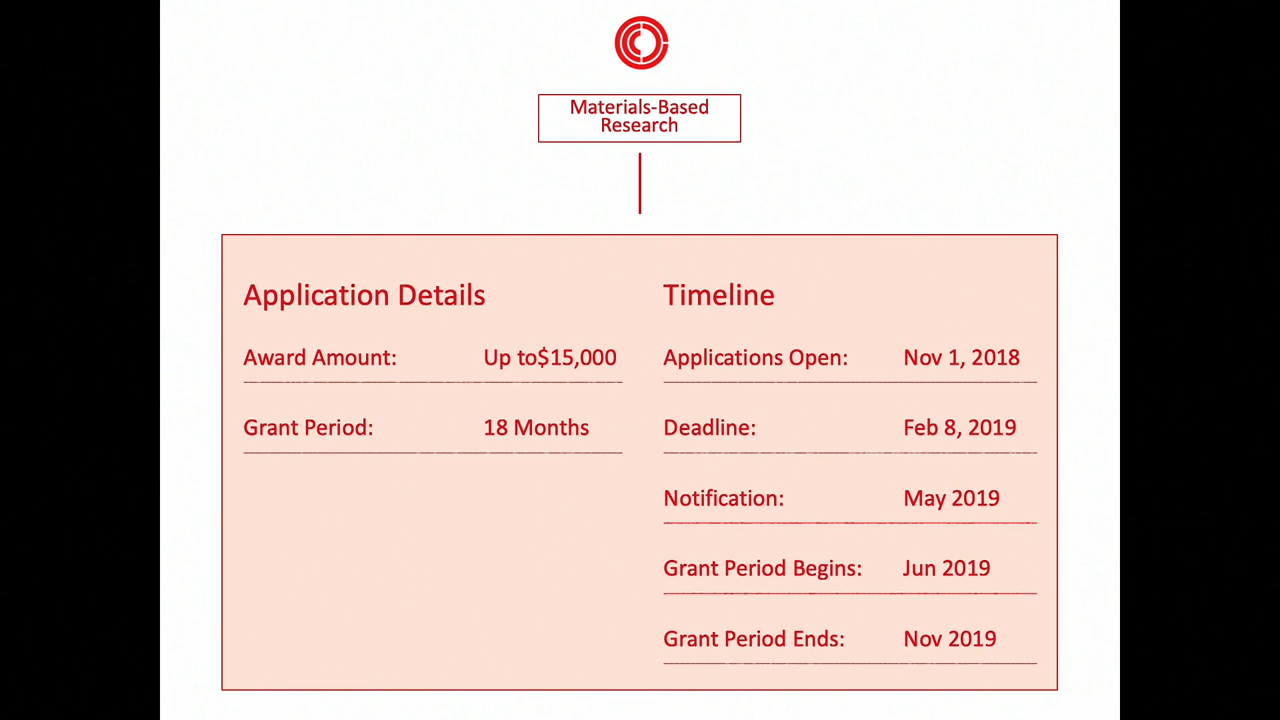 Materials-Based
Research
Application Details
Award Amount: Up to$15,000
Grant Period: 18 Months
Timeline
Applications Open: Nov 1, 2018
Deadline: Feb 8, 2019
Notification: May 2019
Grant Period Begins: Jun 2019
Grant Period Ends: Nov 2019